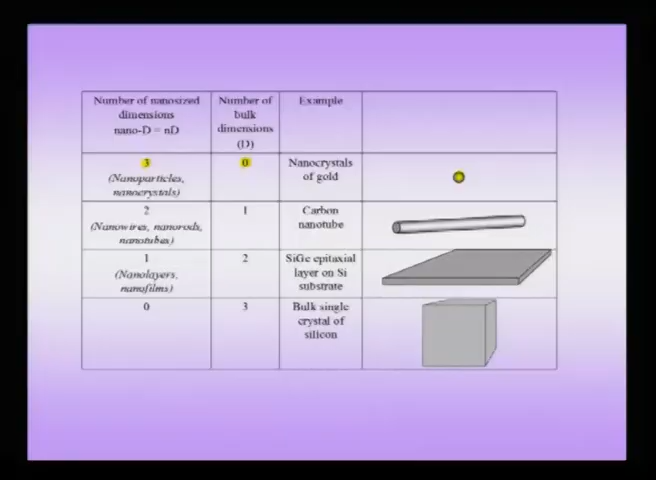 Number of nanosized
dimensions
nano-D = nD
Number of
bulk
dimensions
(D)
Example
3
(Nanoparticles,
nanocrystals)
0
Nanocrystals
of gold
2
(Nanowires, nanorods,
nanotubes)
1
Carbon
nanotube
1
(Nanolayers,
nanofilms)
2
SiGe epitaxial
layer on Si
substrate
0
3
Bulk single
crystal of
silicon